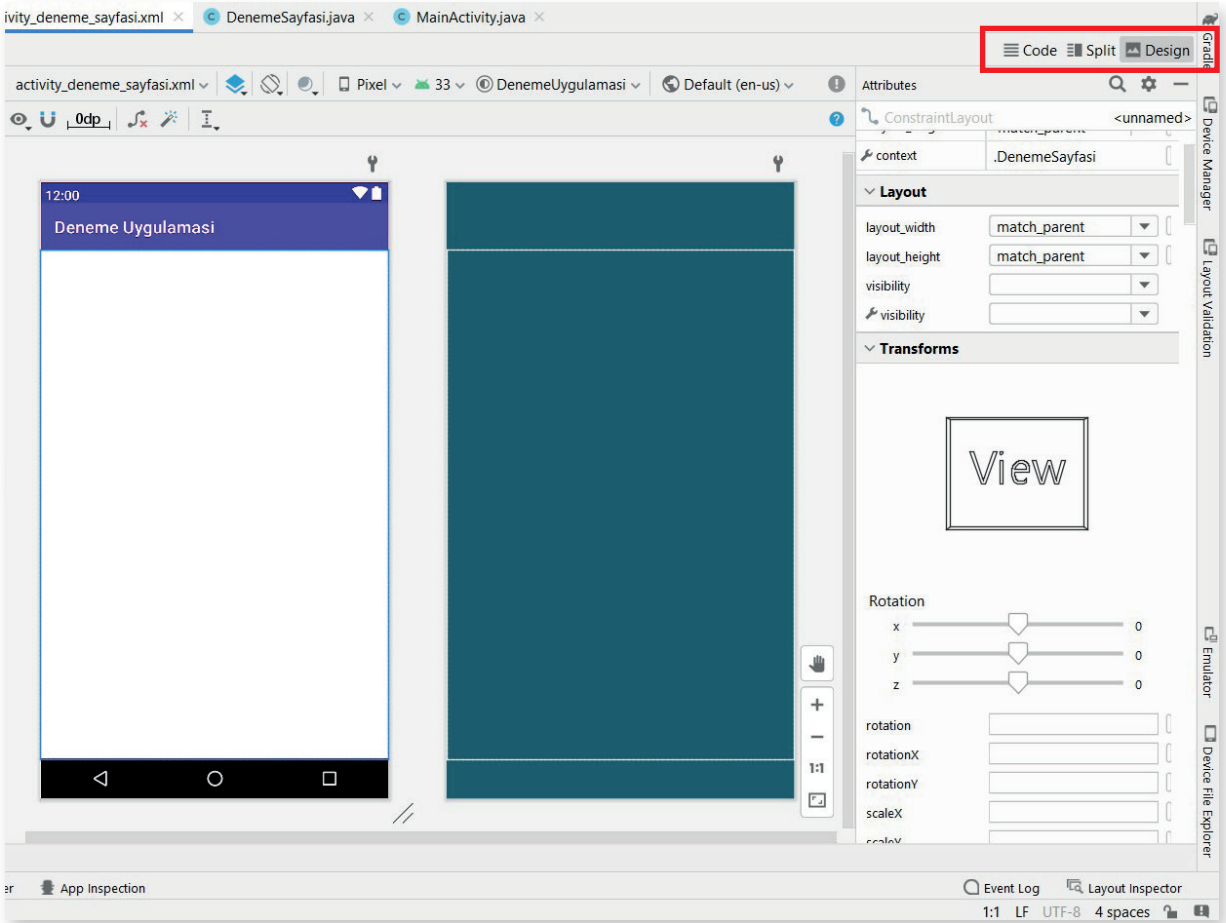 ivity_deneme_sayfasi.xml DenemeSayfasi.java MainActivity.java
Code Split Design
activity_deneme_sayfasi.xml Pixel 33 DenemeUygulamasi Default (en-us)
Attributes
0dp
ConstraintLayout <unnamed>
match_parent
context .DenemeSayfasi
Layout
layout_width match_parent
layout_height match_parent
visibility
visibility
Transforms
View
Rotation
x 0
y 0
z 0
rotation
rotationX
rotationY
scaleX
scaleY
12:00
Deneme Uygulamasi
1:1
Gradle
Device Manager
Layout Validation
Emulator
Device File Explorer
er App Inspection Event Log Layout Inspector
1:1 LF UTF-8 4 spaces